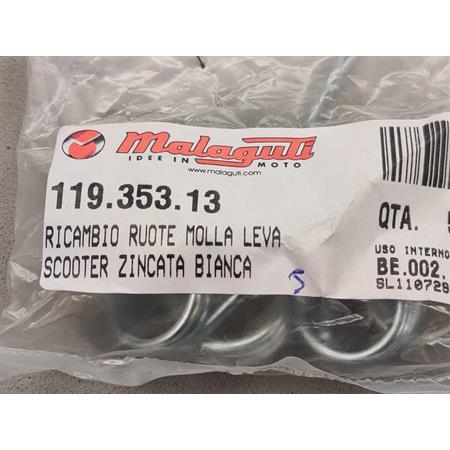 Malaguti
IDEE IN MOTO
www.malaguti.com
119.353.13
RICAMBIO RUOTE MOLLA LEVA
SCOOTER ZINCATA BIANCA
5
QTA.
USO INTERNO
BE.002.
SL110729